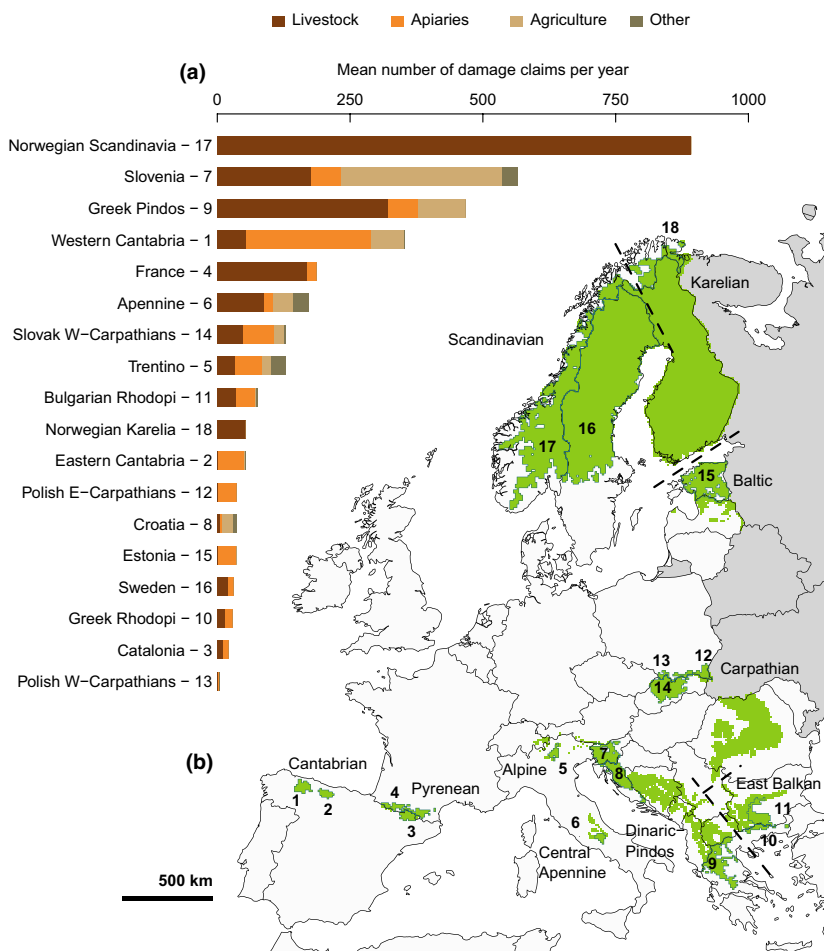 Livestock Apiaries Agriculture Other
(a)
Mean number of damage claims per year
0 250 500 750 1000
Norwegian Scandinavia − 17
Slovenia − 7
Greek Pindos − 9
Western Cantabria − 1
France − 4
Apennine − 6
Slovak W−Carpathians − 14
Trentino − 5
Bulgarian Rhodopi − 11
Norwegian Karelia − 18
Eastern Cantabria − 2
Polish E−Carpathians − 12
Croatia − 8
Estonia − 15
Sweden − 16
Greek Rhodopi − 10
Catalonia − 3
Polish W−Carpathians − 13
(b)
18
Karelian
Scandinavian
16
17
15
Baltic
13 12
Carpathian
14
Cantabrian
1
2
4
Pyrenean
3
Alpine
5
7
8
East Balkan
11
10
6
Central
Apennine
Dinaric-
Pindos
9
500 km